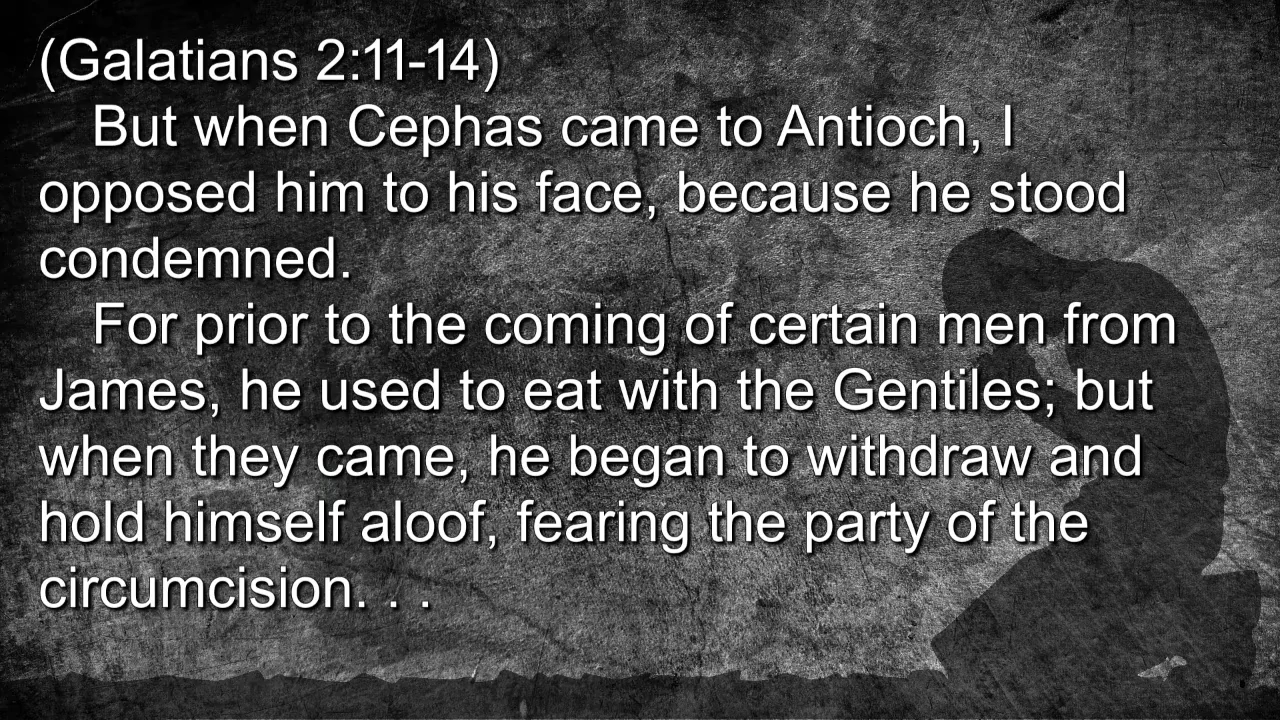 (Galatians 2:11-14)
But when Cephas came to Antioch, I
opposed him to his face, because he stood
condemned.
For prior to the coming of certain men from
James, he used to eat with the Gentiles; but
when they came, he began to withdraw and
hold himself aloof, fearing the party of the
circumcision. . .